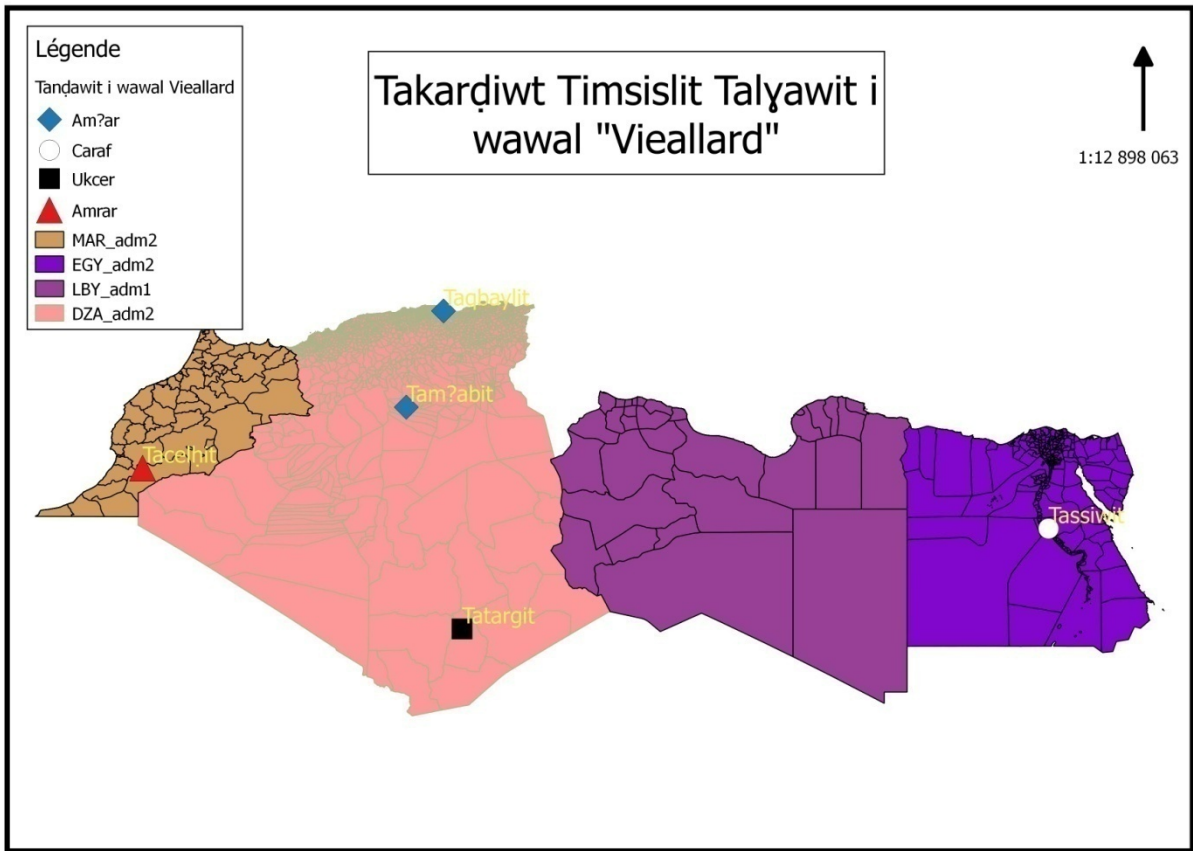 Légende
Tanḍawit i wawal Vieallard
Am?ar
Caraf
Ukcer
Amrar
MAR_adm2
EGY_adm2
LBY_adm1
DZA_adm2
Takarḍiwt Timsislit Talɣawit i
wawal "Vieallard"
1:12 898 063
Taqbaylit
Tam?abit
Tacelḥit
Tassiwit
Tatargit